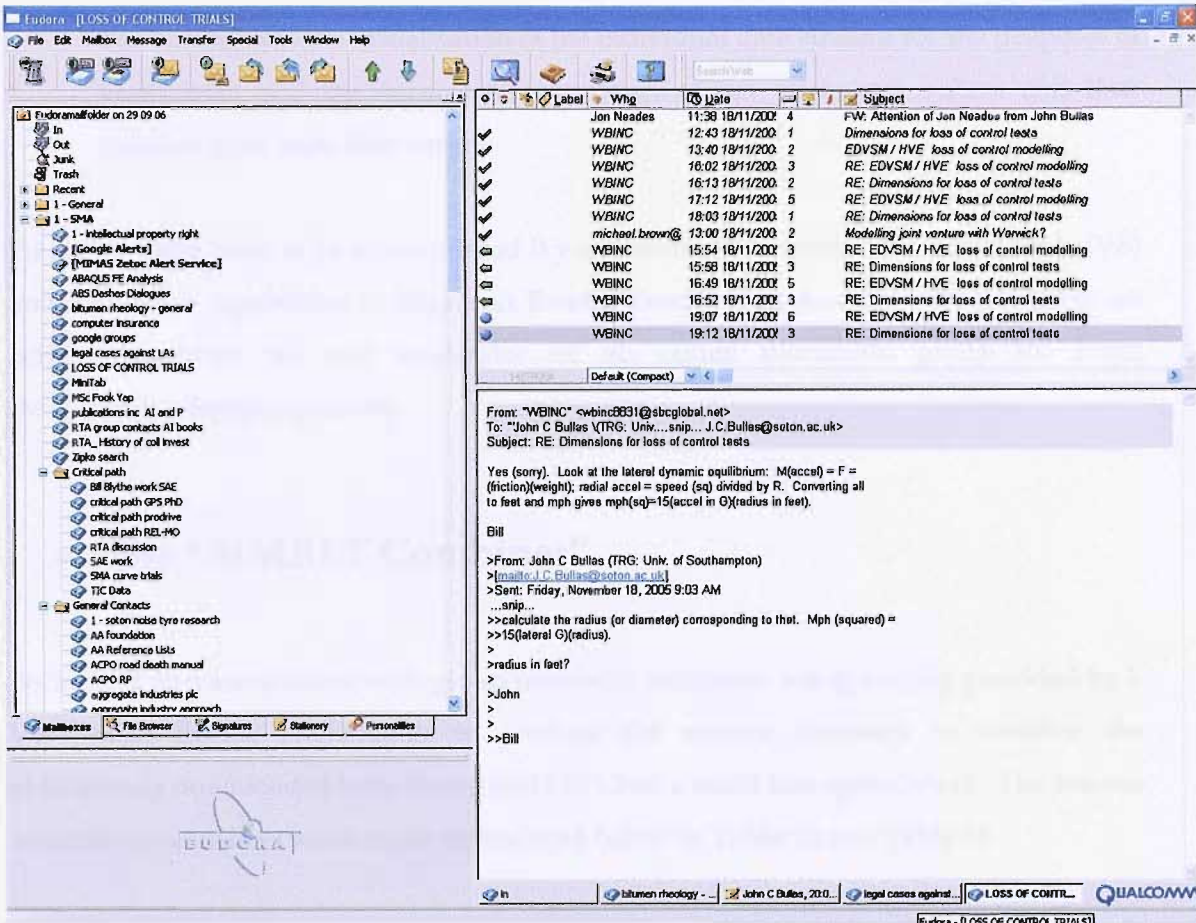 Eudora - [LOSS OF CONTROL TRIALS]
File Edit Mailbox Message Transfer Special Tools Window Help
Search Web
Eudoramailfolder on 29 09 06
In
Out
Junk
Trash
Recent
1 - General
1 - SMA
1 - Intellectual property right
[Google Alerts]
[MIMAS Zetoc Alert Service]
ABAQUS FE Analysis
ABS Dashes Dialogues
bitumen rheology - general
computer insurance
google groups
legal cases against LAs
LOSS OF CONTROL TRIALS
MiniTab
MSc Fook Yap
publications inc AI and P
RTA group contacts AI books
RTA_ History of coll invest
Zipko search
Critical path
Bill Blythe work SAE
critical path GPS PhD
critical path prodrive
critical path REL-MO
RTA discussion
SAE work
SMA curve trials
TIC Data
General Contacts
1 - soton noise tyre research
AA foundation
AA Reference Lists
ACPO road death manual
ACPO RP
aggregate industries plc
aggregate industry approach
Mailboxes File Browser Signatures Stationery Personalities
EUDORA
Label Who Date Subject
Jon Neades 11:38 18/11/200 4 FW: Attention of Jon Neades from John Bullas
WBINC 12:43 18/11/200 1 Dimensions for loss of control tests
WBINC 13:40 18/11/200 2 EDVSM / HVE loss of control modelling
WBINC 16:02 18/11/200 3 RE: EDVSM / HVE loss of control modelling
WBINC 16:13 18/11/200 2 RE: Dimensions for loss of control tests
WBINC 17:12 18/11/200 5 RE: EDVSM / HVE loss of control modelling
WBINC 18:03 18/11/200 1 RE: Dimensions for loss of control tests
michael.brown@ 13:00 18/11/200 2 Modelling joint venture with Warwick?
WBINC 15:54 18/11/200 3 RE: EDVSM / HVE loss of control modelling
WBINC 15:58 18/11/200 3 RE: Dimensions for loss of control tests
WBINC 16:49 18/11/200 5 RE: EDVSM / HVE loss of control modelling
WBINC 16:52 18/11/200 3 RE: Dimensions for loss of control tests
WBINC 19:07 18/11/200 6 RE: EDVSM / HVE loss of control modelling
WBINC 19:12 18/11/200 3 RE: Dimensions for loss of control tests
Default (Compact)
From: "WBINC" <wbinc8831@sbcglobal.net>
To: "'John C Bullas \(TRG: Univ....snip... J.C.Bullas@soton.ac.uk>
Subject: RE: Dimensions for loss of control tests
Yes (sorry). Look at the lateral dynamic equilibrium: M(accel) = F =
(friction)(weight); radial accel = speed (sq) divided by R. Converting all
to feet and mph gives mph(sq)=15(accel in G)(radius in feet).
Bill
>From: John C Bullas (TRG: Univ. of Southampton)
>[mailto:J.C.Bullas@soton.ac.uk]
>Sent: Friday, November 18, 2005 9:03 AM
...snip...
>>calculate the radius (or diameter) corresponding to that. Mph (squared) =
>>15(lateral G)(radius).
>
>radius in feet?
>John
>
>
>>Bill
In bitumen rheology - ... John C Bullas, 20:0... legal cases against... LOSS OF CONTR... QUALCOMM
Eudora - [LOSS OF CONTROL TRIALS]